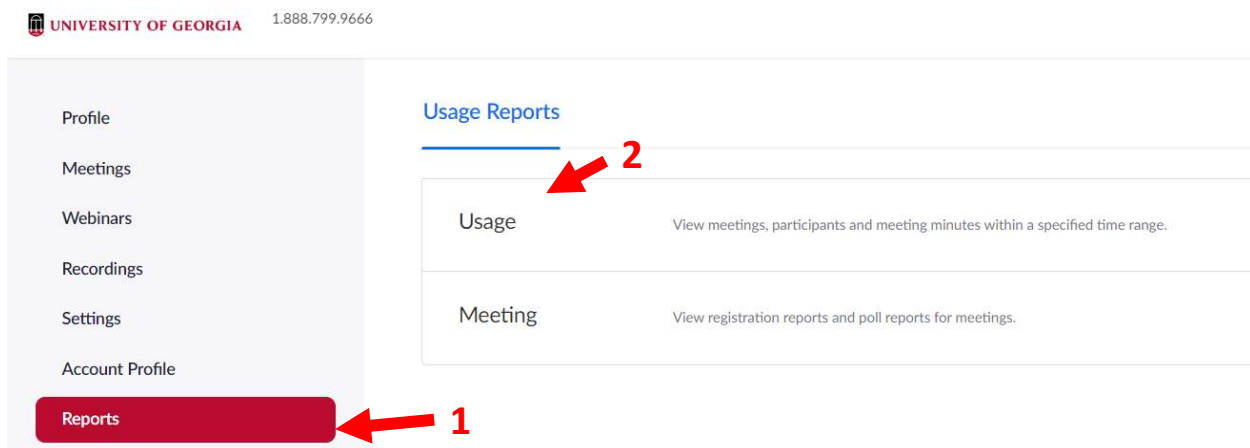 UNIVERSITY OF GEORGIA 1.888.799.9666
Profile
Meetings
Webinars
Recordings
Settings
Account Profile
Reports
1
Usage Reports
2
Usage View meetings, participants and meeting minutes within a specified time range.
Meeting View registration reports and poll reports for meetings.